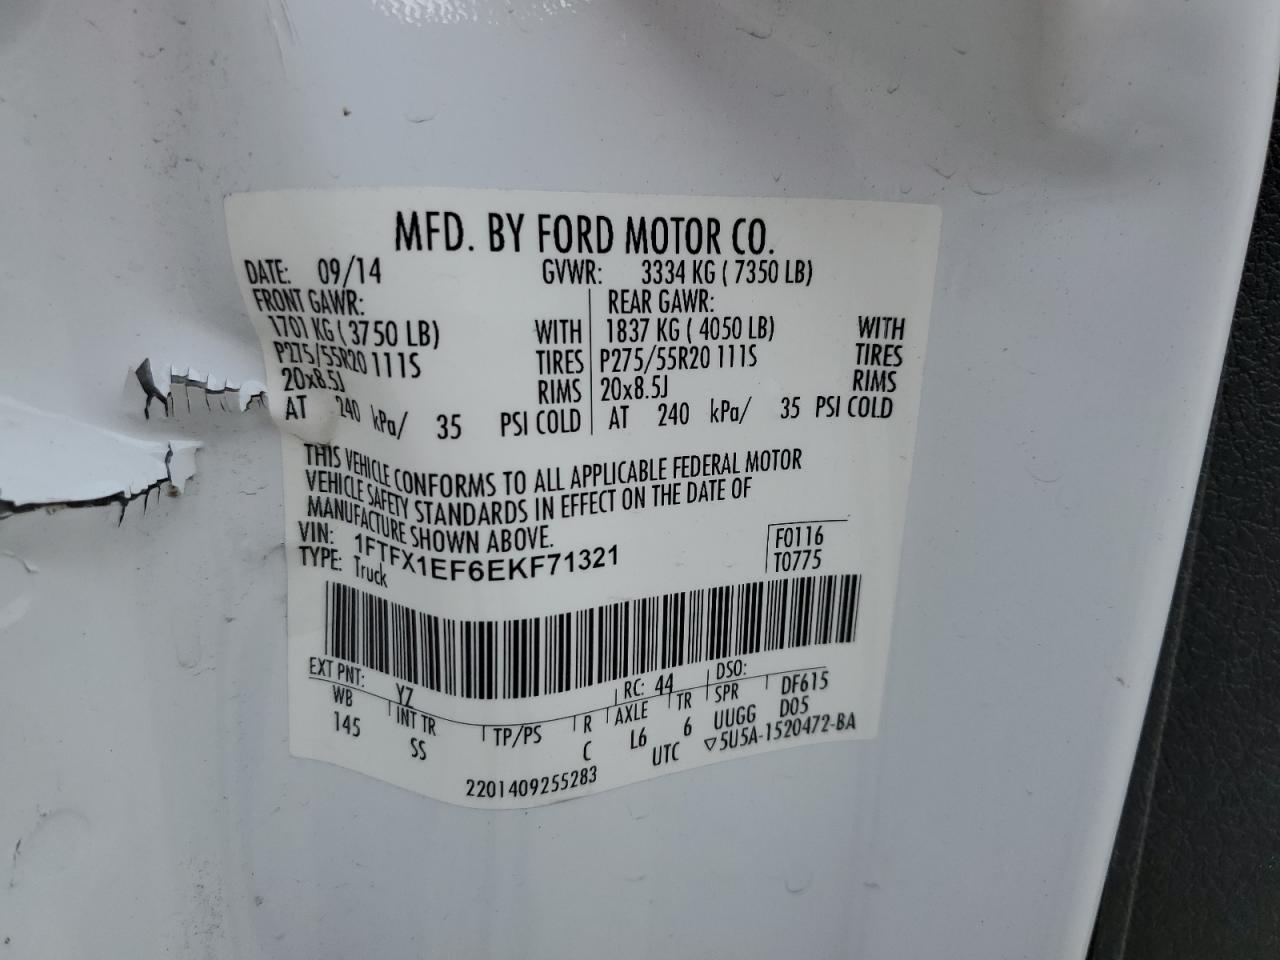 MFD. BY FORD MOTOR CO.
DATE: 09/14 GVWR: 3334 KG ( 7350 LB)
FRONT GAWR: REAR GAWR:
1701 KG ( 3750 LB) WITH 1837 KG ( 4050 LB) WITH
P275/55R20 111S TIRES P275/55R20 111S TIRES
20x8.5J RIMS 20x8.5J RIMS
AT 240 kPa/ 35 PSI COLD AT 240 kPa/ 35 PSI COLD
THIS VEHICLE CONFORMS TO ALL APPLICABLE FEDERAL MOTOR
VEHICLE SAFETY STANDARDS IN EFFECT ON THE DATE OF
MANUFACTURE SHOWN ABOVE.
VIN: 1FTFX1EF6EKF71321 F0116
TYPE: Truck T0775
EXT PNT: YZ RC: 44 DSO:
WB INT TR TP/PS R AXLE TR SPR DF615
145 SS C L6 6 UUGG D05
UTC ▽5U5A-1520472-BA
2201409255283